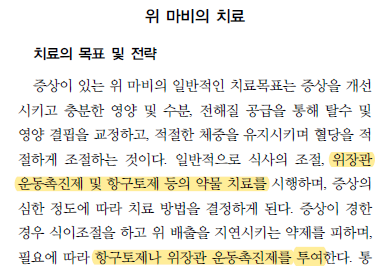 위 마비의 치료
치료의 목표 및 전략
증상이 있는 위 마비의 일반적인 치료목표는 증상을 개선
시키고 충분한 영양 및 수분, 전해질 공급을 통해 탈수 및
영양 결핍을 교정하고, 적절한 체중을 유지시키며 혈당을 적
절하게 조절하는 것이다. 일반적으로 식사의 조절, 위장관
운동촉진제 및 항구토제 등의 약물 치료를 시행하며, 증상의
심한 정도에 따라 치료 방법을 결정하게 된다. 증상이 경한
경우 식이조절을 하고 위 배출을 지연시키는 약제를 피하며,
필요에 따라 항구토제나 위장관 운동촉진제를 투여한다. 통